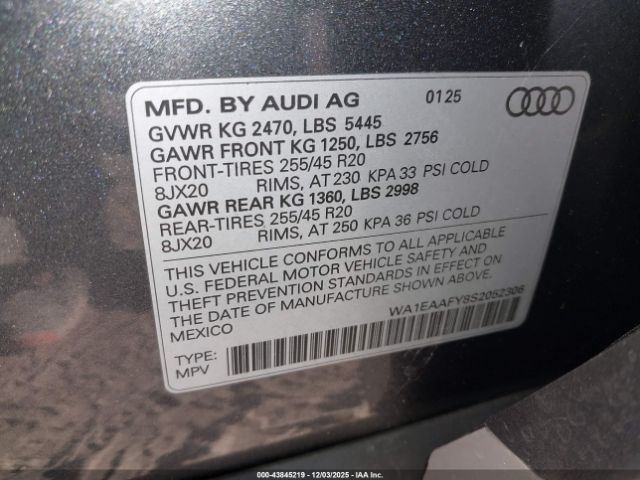 MFD. BY AUDI AG 0125
GVWR KG 2470, LBS 5445
GAWR FRONT KG 1250, LBS 2756
FRONT-TIRES 255/45 R20
8JX20 RIMS, AT 230 KPA 33 PSI COLD
GAWR REAR KG 1360, LBS 2998
REAR-TIRES 255/45 R20
8JX20 RIMS, AT 250 KPA 36 PSI COLD
THIS VEHICLE CONFORMS TO ALL APPLICABLE
U.S. FEDERAL MOTOR VEHICLE SAFETY AND
THEFT PREVENTION STANDARDS IN EFFECT ON
THE DATE OF MANUFACTURE SHOWN ABOVE.
MEXICO
WA1EAAFY8S2052306
TYPE:
MPV
000-43845219 - 12/03/2025 - IAA Inc.